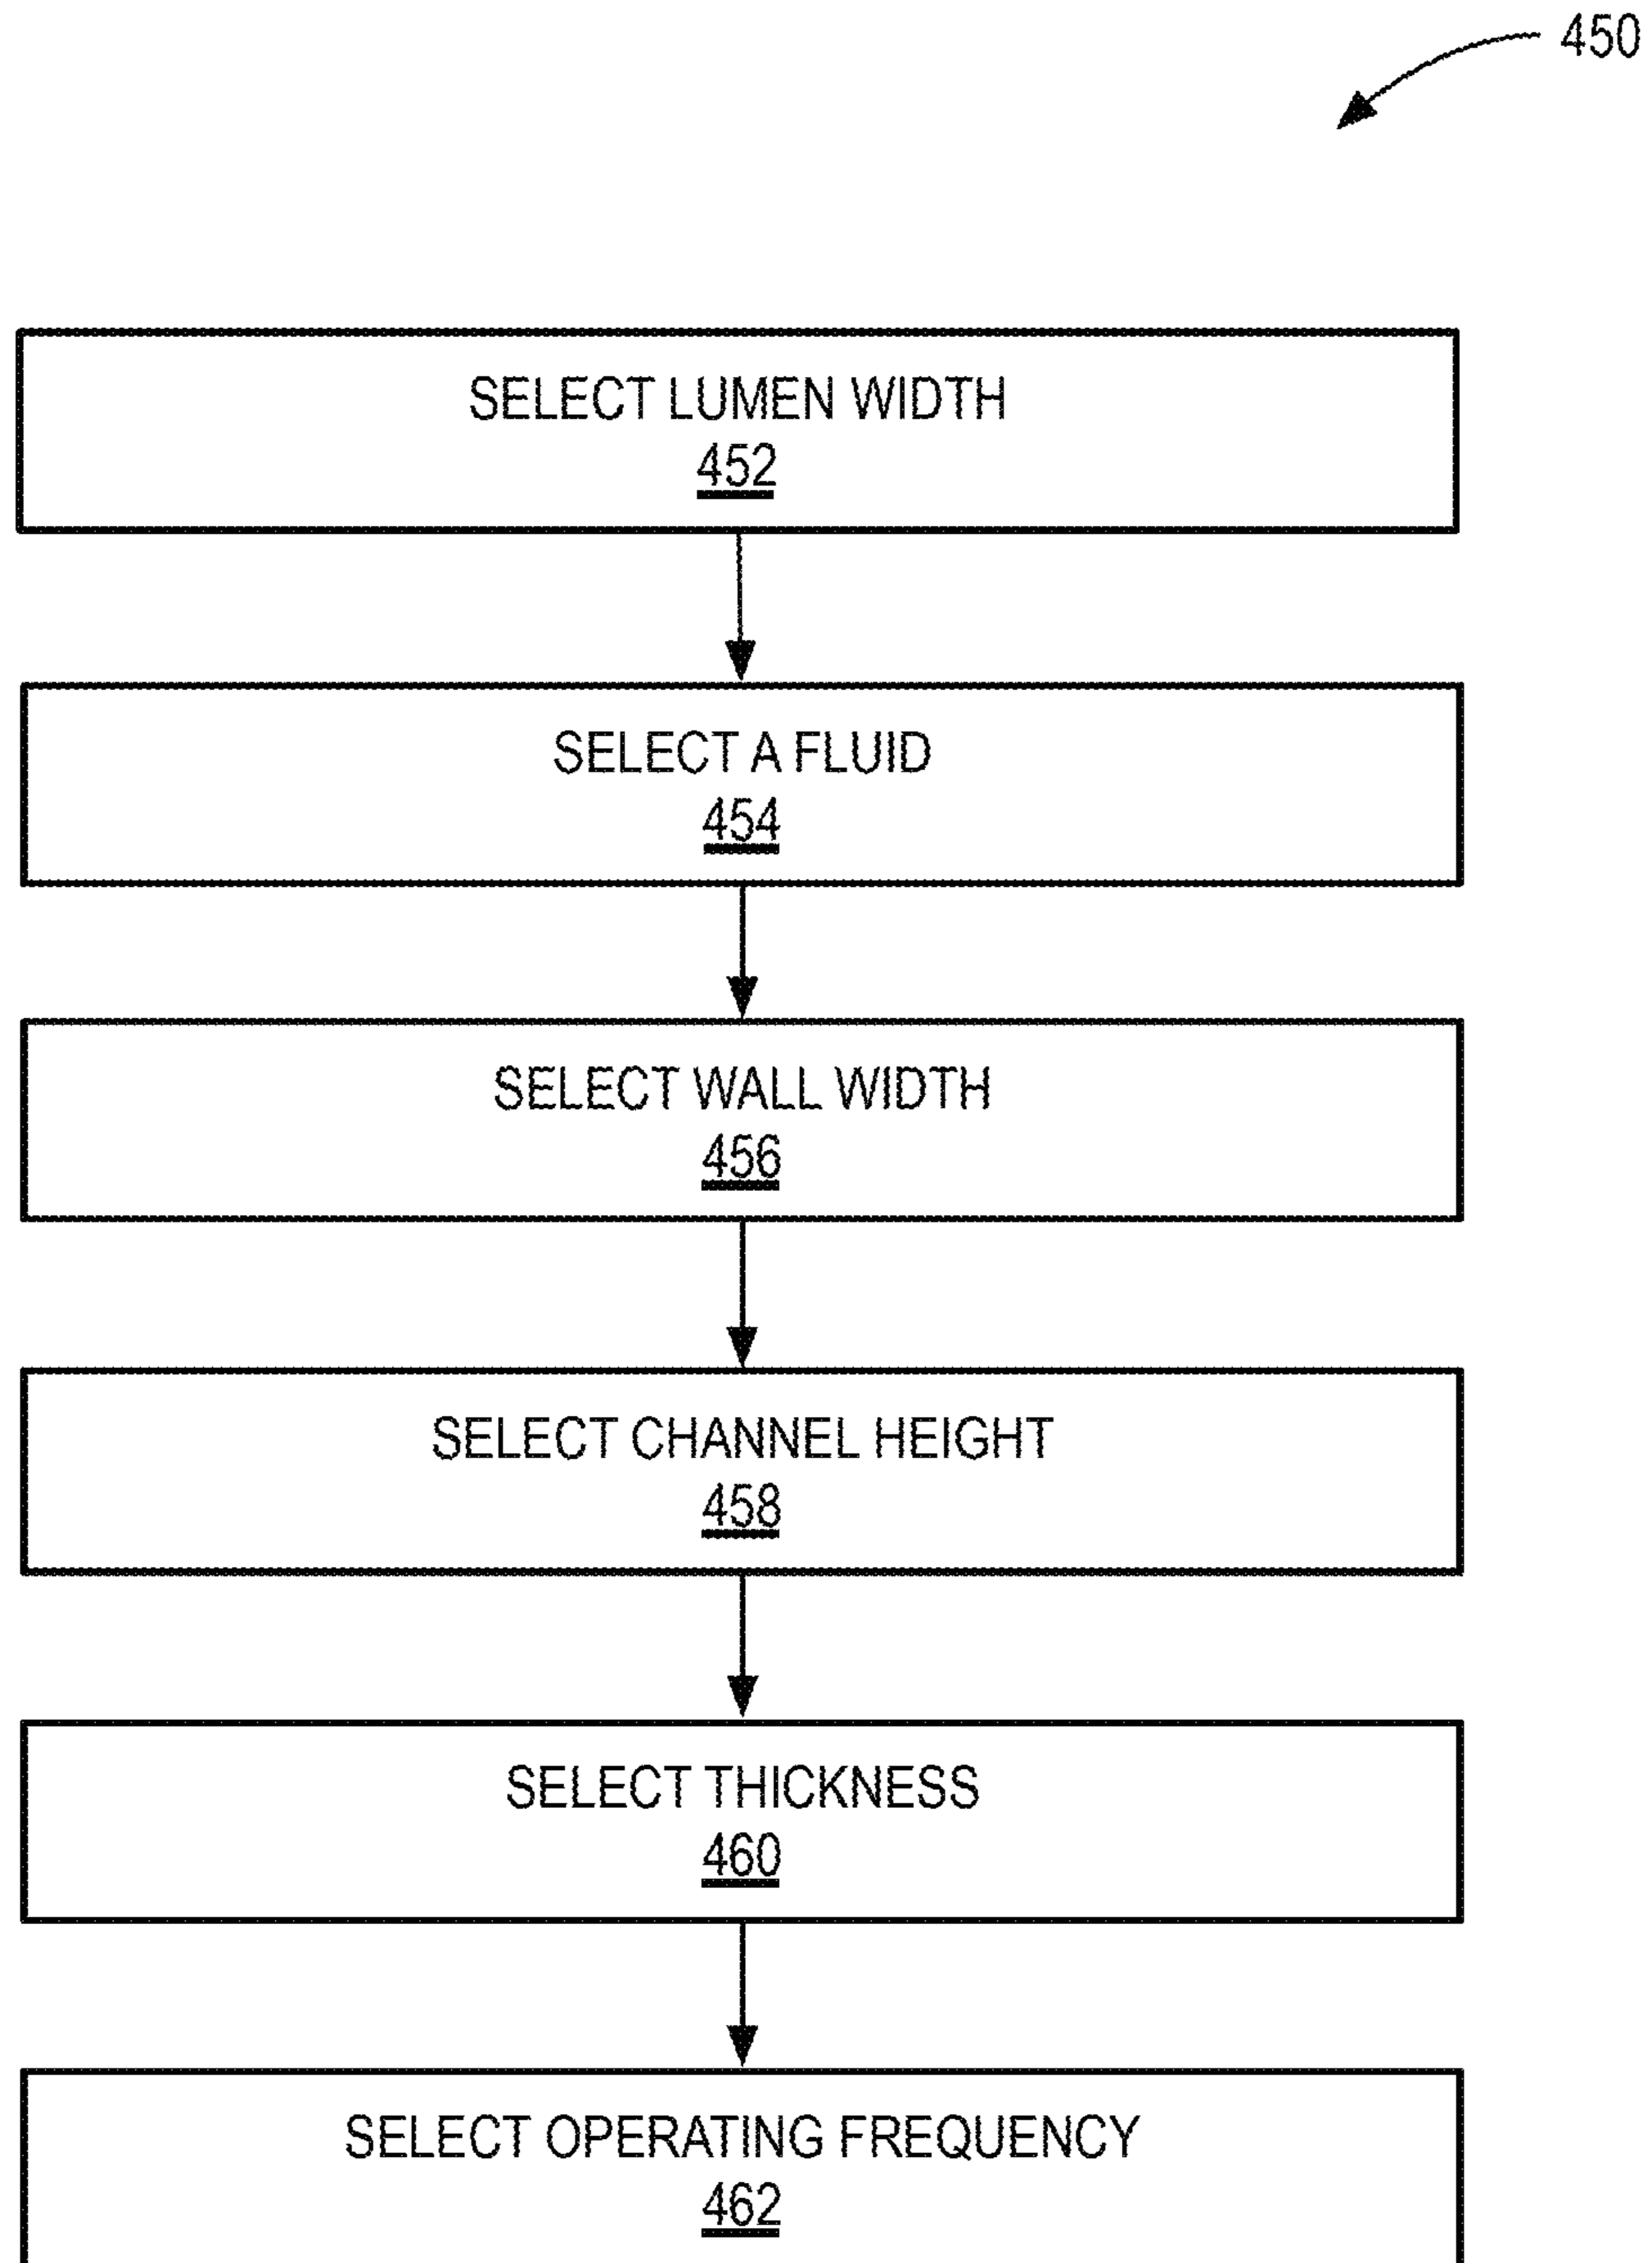 450
SELECT LUMEN WIDTH
452
SELECT A FLUID
454
SELECT WALL WIDTH
456
SELECT CHANNEL HEIGHT
458
SELECT THICKNESS
460
SELECT OPERATING FREQUENCY
462